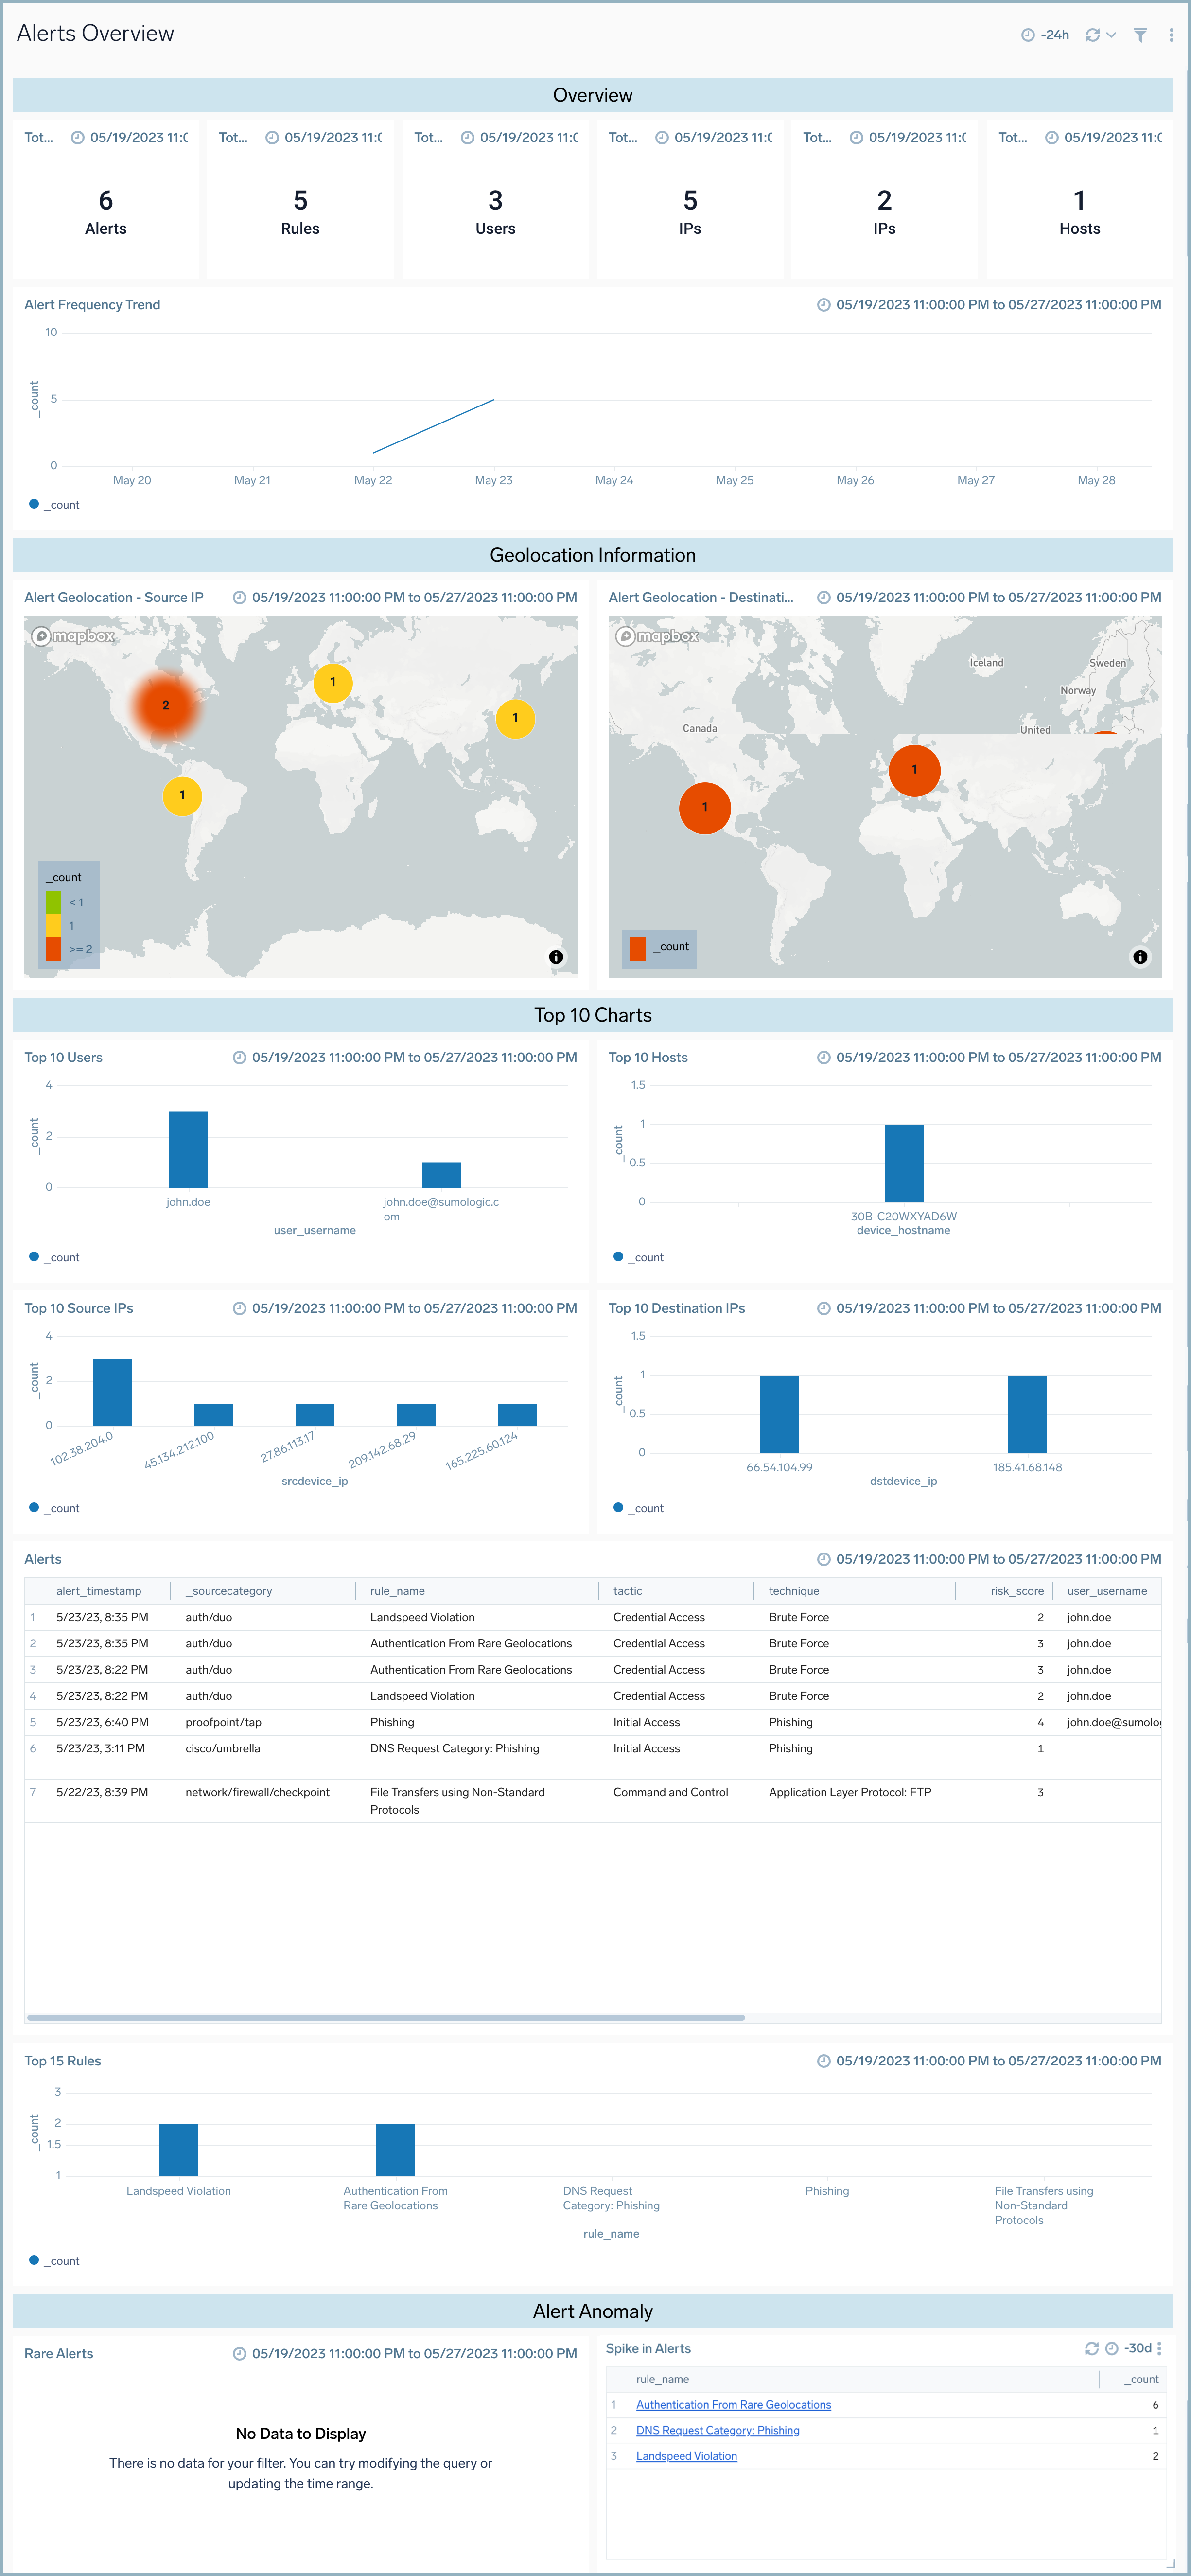 Alerts Overview
-24h
Overview
Tot... 05/19/2023 11:0
Tot... 05/19/2023 11:0
Tot... 05/19/2023 11:0
Tot... 05/19/2023 11:0
Tot... 05/19/2023 11:0
Tot... 05/19/2023 11:0
6
Alerts
5
Rules
3
Users
5
IPs
2
IPs
1
Hosts
Alert Frequency Trend
05/19/2023 11:00:00 PM to 05/27/2023 11:00:00 PM
10
5
0
_count
May 20 May 21 May 22 May 23 May 24 May 25 May 26 May 27 May 28
_count
Geolocation Information
Alert Geolocation - Source IP
05/19/2023 11:00:00 PM to 05/27/2023 11:00:00 PM
mapbox
2
1
1
1
_count
< 1
1
>= 2
Alert Geolocation - Destinati...
05/19/2023 11:00:00 PM to 05/27/2023 11:00:00 PM
mapbox
Iceland
Sweden
Norway
Canada
United
1
1
_count
Top 10 Charts
Top 10 Users
05/19/2023 11:00:00 PM to 05/27/2023 11:00:00 PM
4
2
0
_count
john.doe
john.doe@sumologic.c
om
user_username
_count
Top 10 Hosts
05/19/2023 11:00:00 PM to 05/27/2023 11:00:00 PM
1.5
1
0.5
0
_count
30B-C20WXYAD6W
device_hostname
_count
Top 10 Source IPs
05/19/2023 11:00:00 PM to 05/27/2023 11:00:00 PM
4
2
0
_count
102.38.204.0
45.134.212.100
27.86.113.17
209.142.68.29
165.225.60.124
srcdevice_ip
_count
Top 10 Destination IPs
05/19/2023 11:00:00 PM to 05/27/2023 11:00:00 PM
1.5
1
0.5
0
_count
66.54.104.99
185.41.68.148
dstdevice_ip
_count
Alerts
05/19/2023 11:00:00 PM to 05/27/2023 11:00:00 PM
alert_timestamp _sourcecategory rule_name tactic technique risk_score user_username
1 5/23/23, 8:35 PM auth/duo Landspeed Violation Credential Access Brute Force 2 john.doe
2 5/23/23, 8:35 PM auth/duo Authentication From Rare Geolocations Credential Access Brute Force 3 john.doe
3 5/23/23, 8:22 PM auth/duo Authentication From Rare Geolocations Credential Access Brute Force 3 john.doe
4 5/23/23, 8:22 PM auth/duo Landspeed Violation Credential Access Brute Force 2 john.doe
5 5/23/23, 6:40 PM proofpoint/tap Phishing Initial Access Phishing 4 john.doe@sumolog
6 5/23/23, 3:11 PM cisco/umbrella DNS Request Category: Phishing Initial Access Phishing 1
7 5/22/23, 8:39 PM network/firewall/checkpoint File Transfers using Non-Standard Command and Control Application Layer Protocol: FTP 3
Protocols
Top 15 Rules
05/19/2023 11:00:00 PM to 05/27/2023 11:00:00 PM
3
2
1.5
1
_count
Landspeed Violation
Authentication From
Rare Geolocations
DNS Request
Category: Phishing
Phishing
File Transfers using
Non-Standard
Protocols
rule_name
_count
Alert Anomaly
Rare Alerts
05/19/2023 11:00:00 PM to 05/27/2023 11:00:00 PM
No Data to Display
There is no data for your filter. You can try modifying the query or
updating the time range.
Spike in Alerts
-30d
rule_name _count
1 Authentication From Rare Geolocations 6
2 DNS Request Category: Phishing 1
3 Landspeed Violation 2